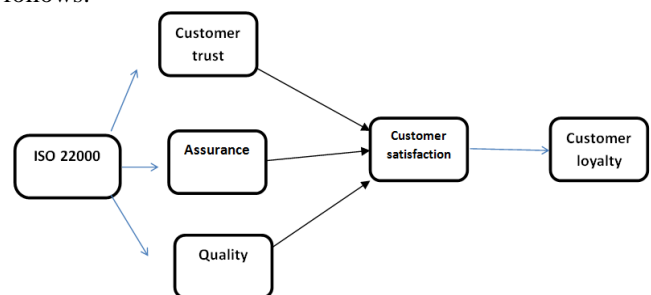 follows:
Customer
trust
ISO 22000
Assurance
Customer
satisfaction
Customer
loyalty
Quality